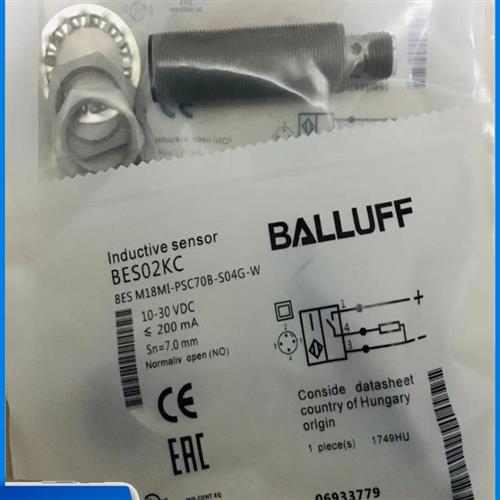 Inductive sensor
BES02KC
BES M18MI-PSC70B-S04G-W
10-30 VDC
≤ 200 mA
Sn=7.0 mm
Normaliv open (NO)
BALLUFF
1
4
3
+
−
CE
EAC
Conside datasheet
country of Hungary
orlgin
1 piece(s) 1749HU
06933779